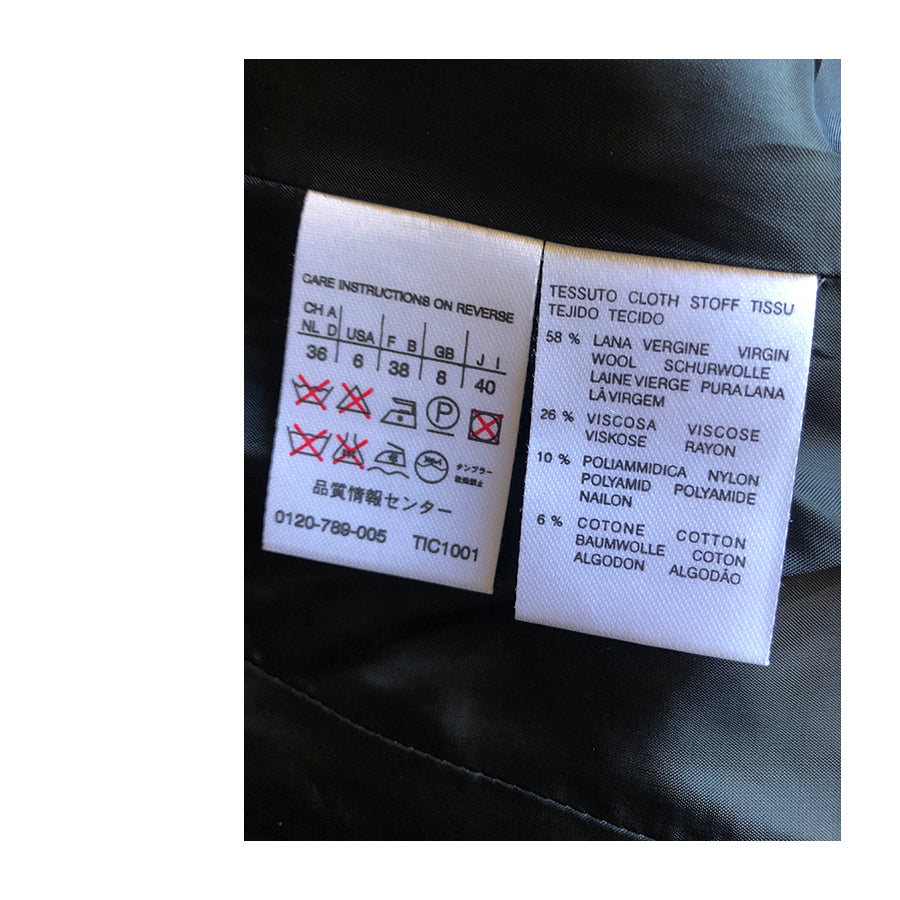 CARE INSTRUCTIONS ON REVERSE
CH A
NL D USA F B GB J I
36 6 38 8 40
P
タンブラー
乾燥禁止
品質情報センター
0120-789-005 TIC1001
TESSUTO CLOTH STOFF TISSU
TEJIDO TECIDO
58 % LANA VERGINE VIRGIN
WOOL SCHURWOLLE
LAINE VIERGE PURA LANA
LÃ VIRGEM
26 % VISCOSA VISCOSE
VISKOSE RAYON
10 % POLIAMMIDICA NYLON
POLYAMID POLYAMIDE
NAILON
6 % COTONE COTTON
BAUMWOLLE COTON
ALGODON ALGODÃO